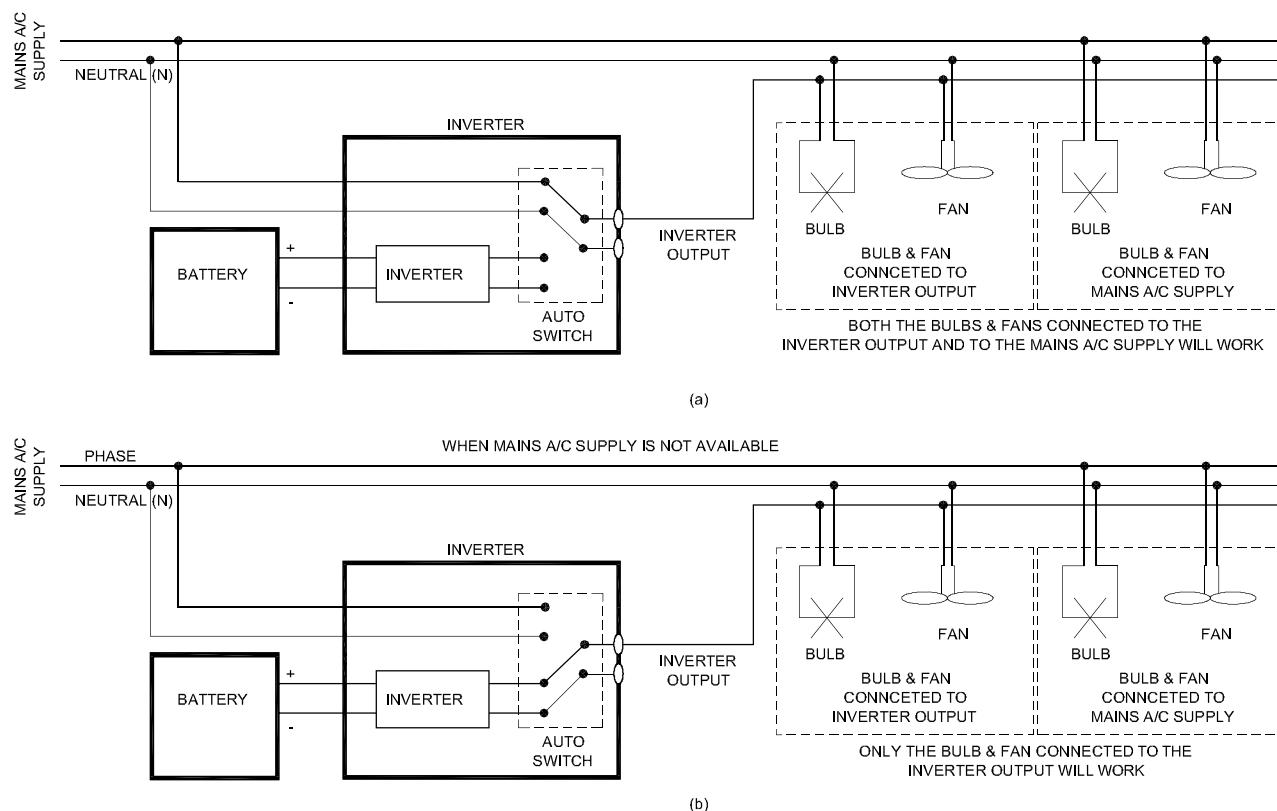 MAINS A/C
SUPPLY
NEUTRAL (N)
INVERTER
BATTERY
+
-
INVERTER
AUTO
SWITCH
INVERTER
OUTPUT
BULB
FAN
BULB & FAN
CONNCETED TO
INVERTER OUTPUT
BULB
FAN
BULB & FAN
CONNCETED TO
MAINS A/C SUPPLY
BOTH THE BULBS & FANS CONNECTED TO THE
INVERTER OUTPUT AND TO THE MAINS A/C SUPPLY WILL WORK
(a)
MAINS A/C
SUPPLY
PHASE
WHEN MAINS A/C SUPPLY IS NOT AVAILABLE
NEUTRAL (N)
INVERTER
BATTERY
+
-
INVERTER
AUTO
SWITCH
INVERTER
OUTPUT
BULB
FAN
BULB & FAN
CONNCETED TO
INVERTER OUTPUT
BULB
FAN
BULB & FAN
CONNCETED TO
MAINS A/C SUPPLY
ONLY THE BULB & FAN CONNECTED TO THE
INVERTER OUTPUT WILL WORK
(b)